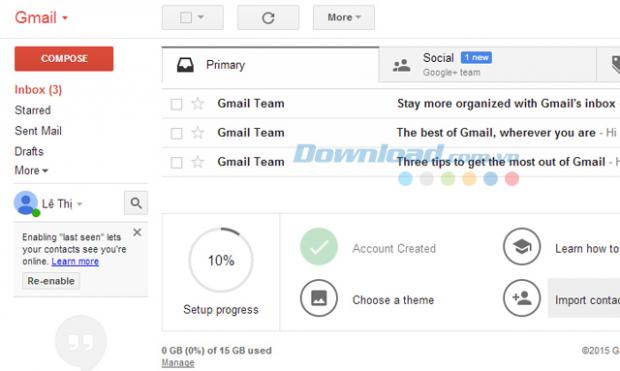 Gmail
More
COMPOSE
Primary
Social 1 new
Google+ team
Inbox (3)
Starred
Sent Mail
Drafts
More
Gmail Team Stay more organized with Gmail's inbox
Gmail Team The best of Gmail, wherever you are - Hi
Gmail Team Three tips to get the most out of Gmail - H
Download.com.vn
Lê Thị
Enabling "last seen" lets
your contacts see you're
online. Learn more
Re-enable
10%
Setup progress
Account Created
Learn how to
Choose a theme
Import contac
0 GB (0%) of 15 GB used
Manage
©2015 G